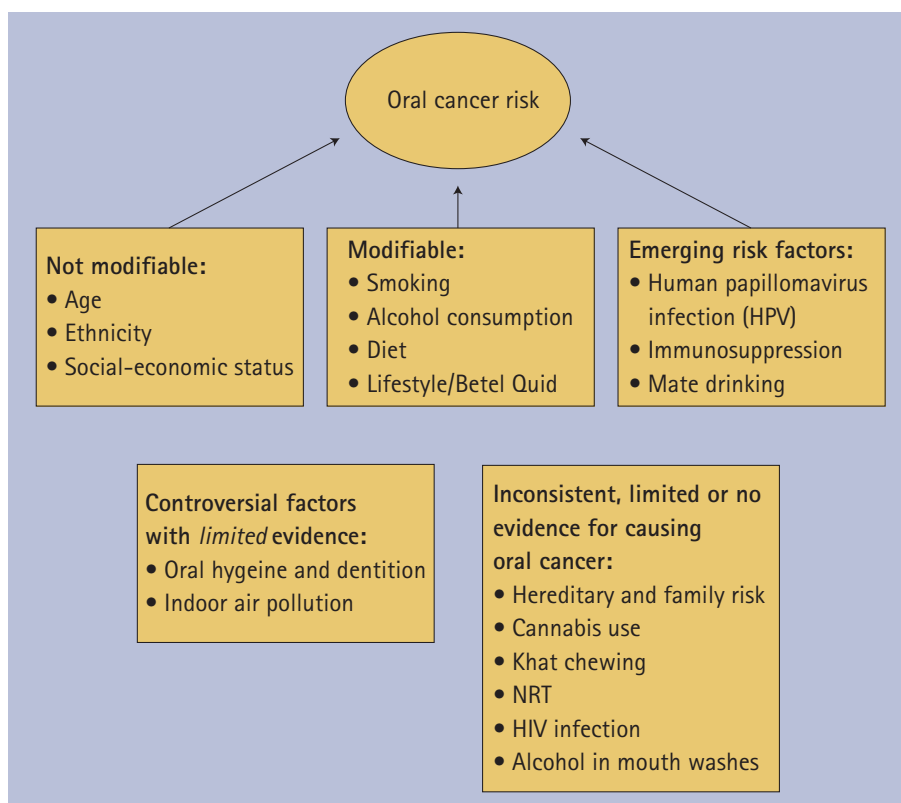 Oral cancer risk
Not modifiable:
• Age
• Ethnicity
• Social-economic status
Modifiable:
• Smoking
• Alcohol consumption
• Diet
• Lifestyle/Betel Quid
Emerging risk factors:
• Human papillomavirus
infection (HPV)
• Immunosuppression
• Mate drinking
Controversial factors
with limited evidence:
• Oral hygeine and dentition
• Indoor air pollution
Inconsistent, limited or no
evidence for causing
oral cancer:
• Hereditary and family risk
• Cannabis use
• Khat chewing
• NRT
• HIV infection
• Alcohol in mouth washes